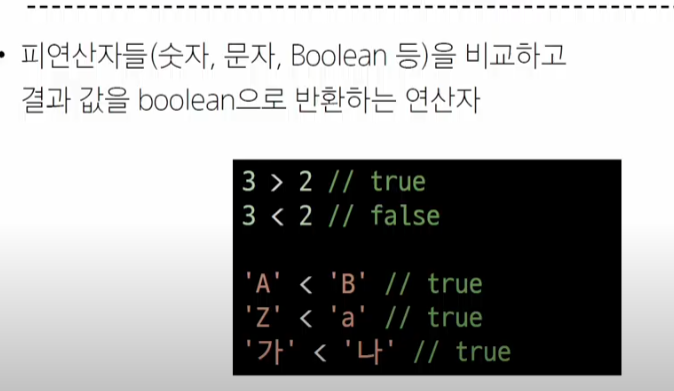 • 피연산자들(숫자, 문자, Boolean 등)을 비교하고
결과 값을 boolean으로 반환하는 연산자
3 > 2 // true
3 < 2 // false
'A' < 'B' // true
'Z' < 'a' // true
'가' < '나' // true